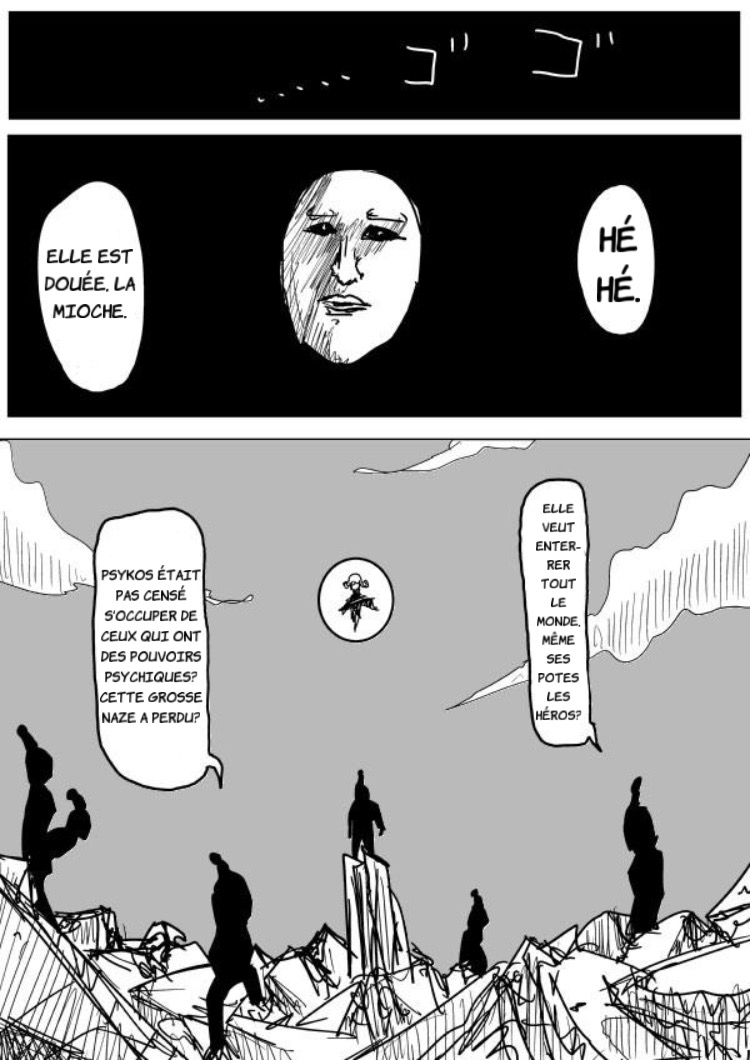 ゴゴ.....
HÉ
HÉ.
ELLE EST
DOUÉE, LA
MIOCHE.
ELLE
VEUT
ENTER-
RER
TOUT
LE
MONDE,
MÊME
SES
POTES
LES
HÉROS?
PSYKOS ÉTAIT
PAS CENSÉ
S'OCCUPER DE
CEUX QUI ONT
DES POUVOIRS
PSYCHIQUES?
CETTE GROSSE
NAZE A PERDU?